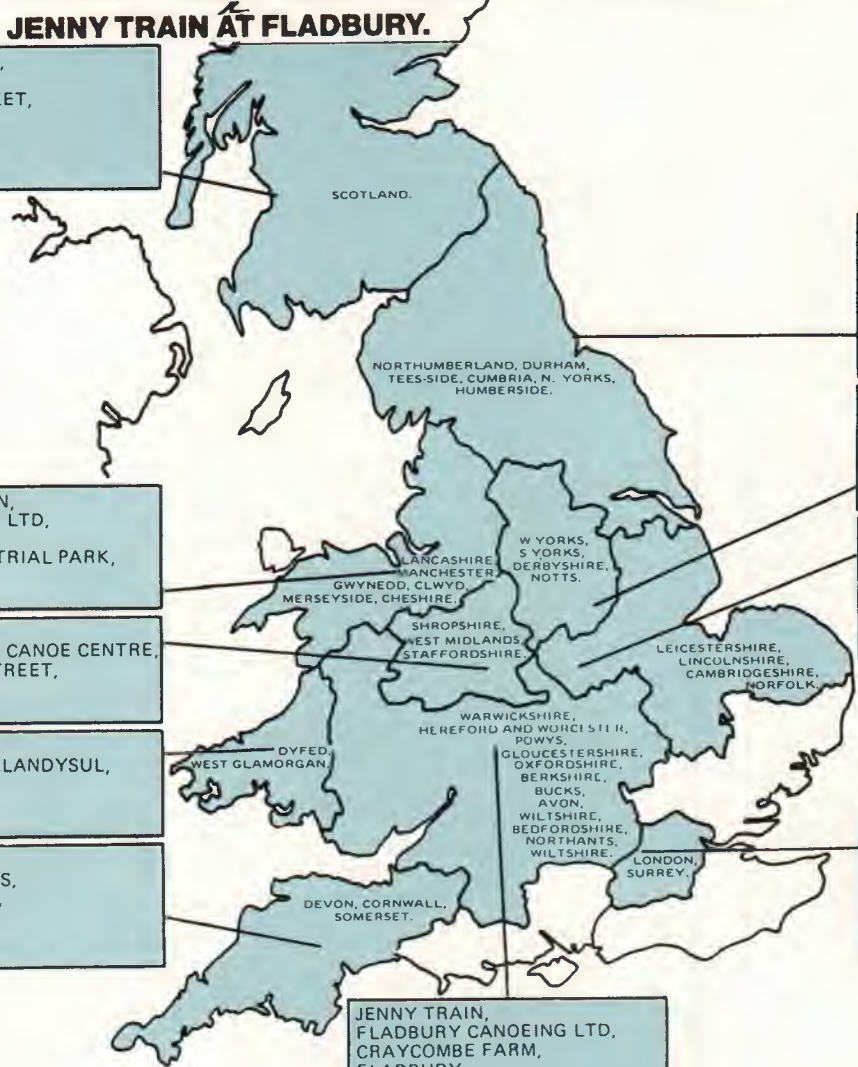 JENNY TRAIN AT FLADBURY.
SCOTLAND.
NORTHUMBERLAND, DURHAM,
TEES-SIDE, CUMBRIA, N. YORKS,
HUMBERSIDE.
LTD,
TRIAL PARK,
LANCASHIRE,
MANCHESTER,
GWYNEDD, CLWYD,
MERSEYSIDE, CHESHIRE.
W YORKS,
S YORKS,
DERBYSHIRE,
NOTTS.
CANOE CENTRE,
SHROPSHIRE,
WEST MIDLANDS,
STAFFORDSHIRE.
LEICESTERSHIRE,
LINCOLNSHIRE,
CAMBRIDGESHIRE,
NORFOLK.
LANDYSUL,
DYFED,
WEST GLAMORGAN.
WARWICKSHIRE,
HEREFORD AND WORCESTER,
POWYS,
GLOUCESTERSHIRE,
OXFORDSHIRE,
BERKSHIRE,
BUCKS,
AVON,
WILTSHIRE,
BEDFORDSHIRE,
NORTHANTS,
WILTSHIRE.
LONDON,
SURREY.
DEVON, CORNWALL,
SOMERSET.
JENNY TRAIN,
FLADBURY CANOEING LTD,
CRAYCOMBE FARM,